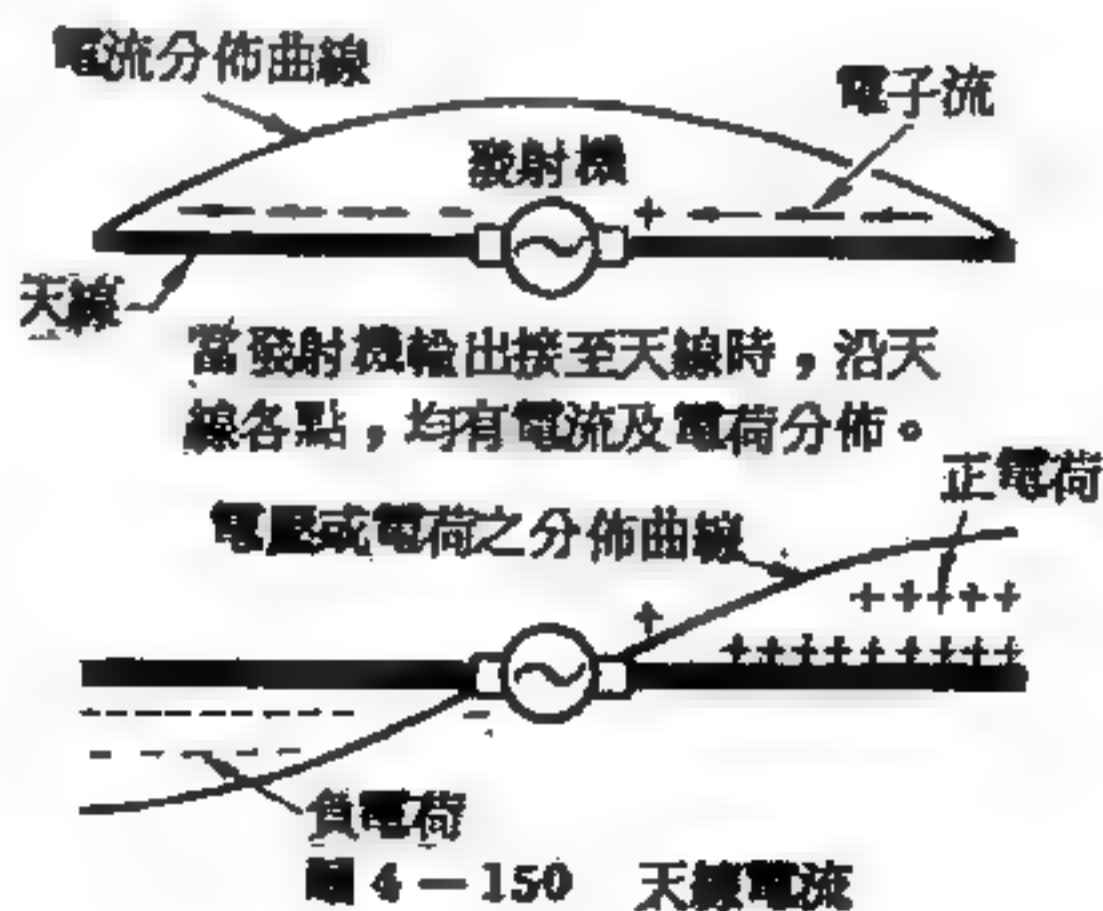 電流分佈曲線
電子流
發射機
天線
當發射機輸出接至天線時，沿天
線各點，均有電流及電荷分佈。
正電荷
電壓或電荷之分佈曲線
負電荷
圖 4－150 天線電流